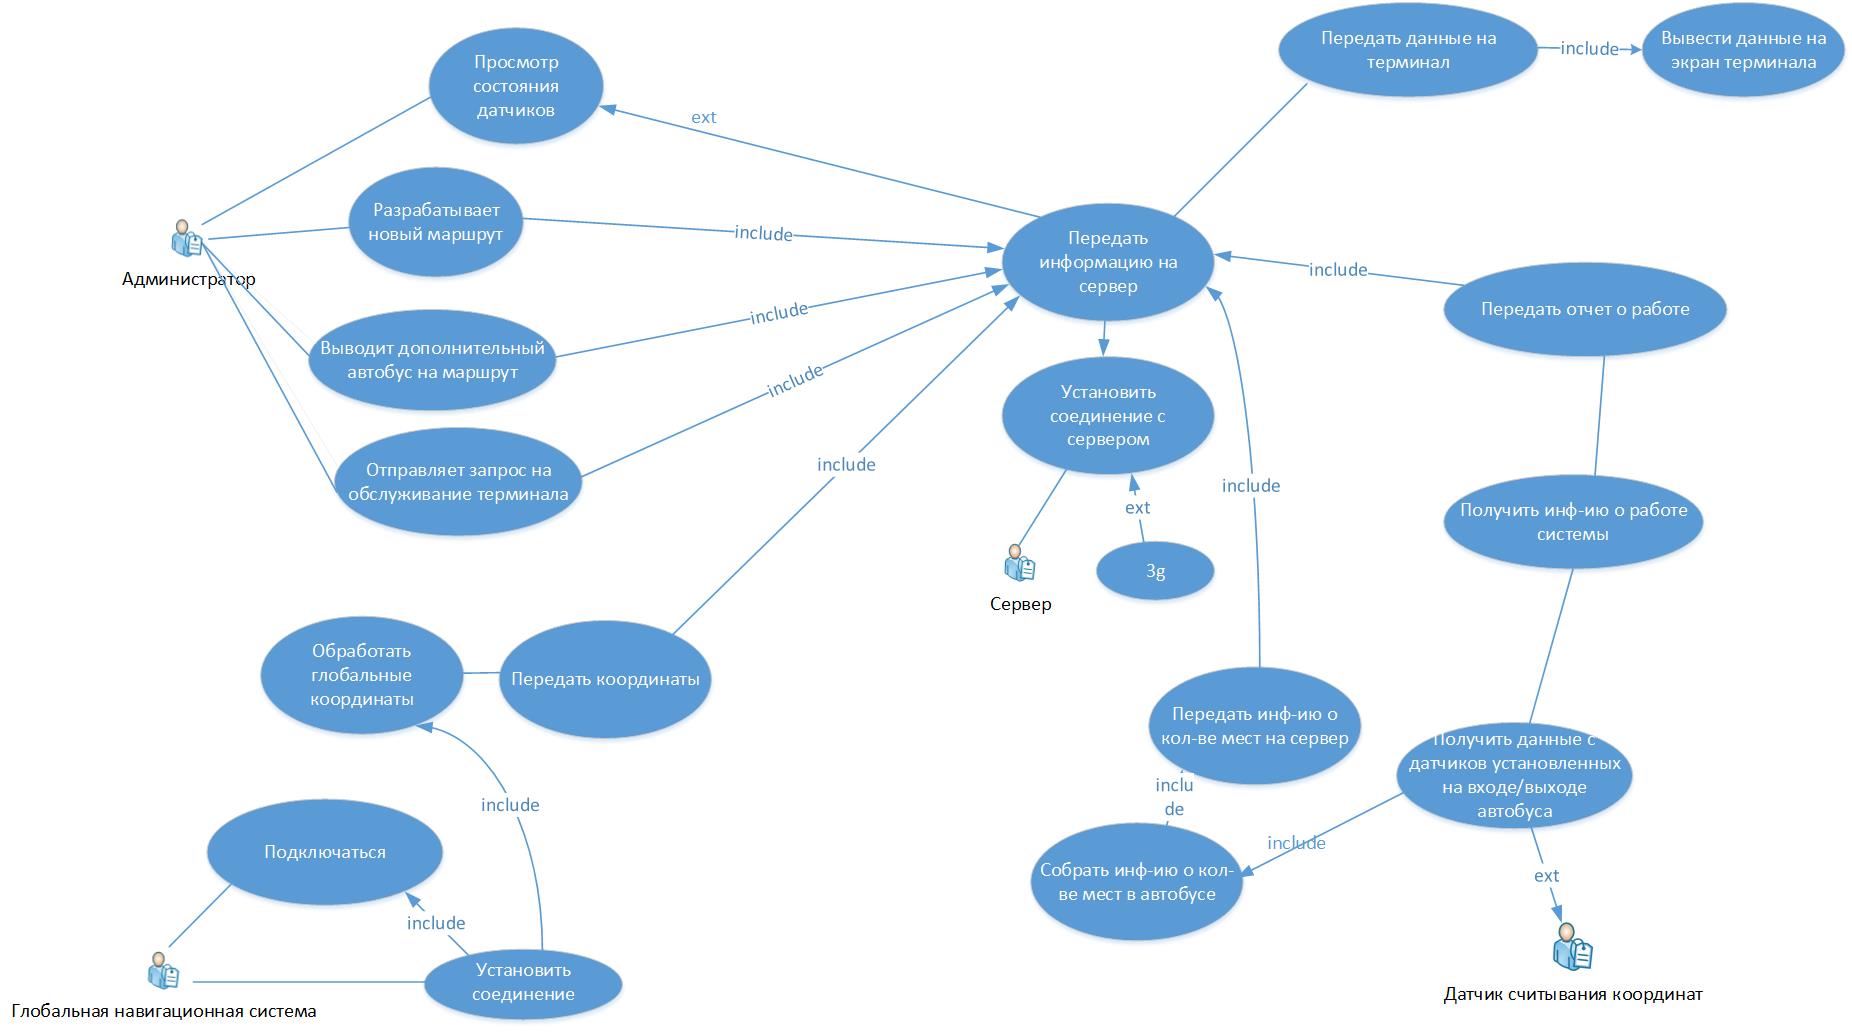 Просмотр
состояния
датчиков
ext
Передать данные на
терминал
include
Вывести данные на
экран терминала
Разрабатывает
новый маршрут
include
Администратор
Передать
информацию на
сервер
include
Передать отчет о работе
Выводит дополнительный
автобус на маршрут
include
Отправляет запрос на
обслуживание терминала
include
Установить
соединение с
сервером
include
ext
3g
Сервер
include
Получить инф-ию о работе
системы
Обработать
глобальные
координаты
Передать координаты
include
Передать инф-ию о
кол-ве мест на сервер
inclu
de
Получить данные с
датчиков установленных
на входе/выходе
автобуса
include
Собрать инф-ию о кол-
ве мест в автобусе
ext
Датчик считывания координат
Подключаться
include
Установить
соединение
Глобальная навигационная система